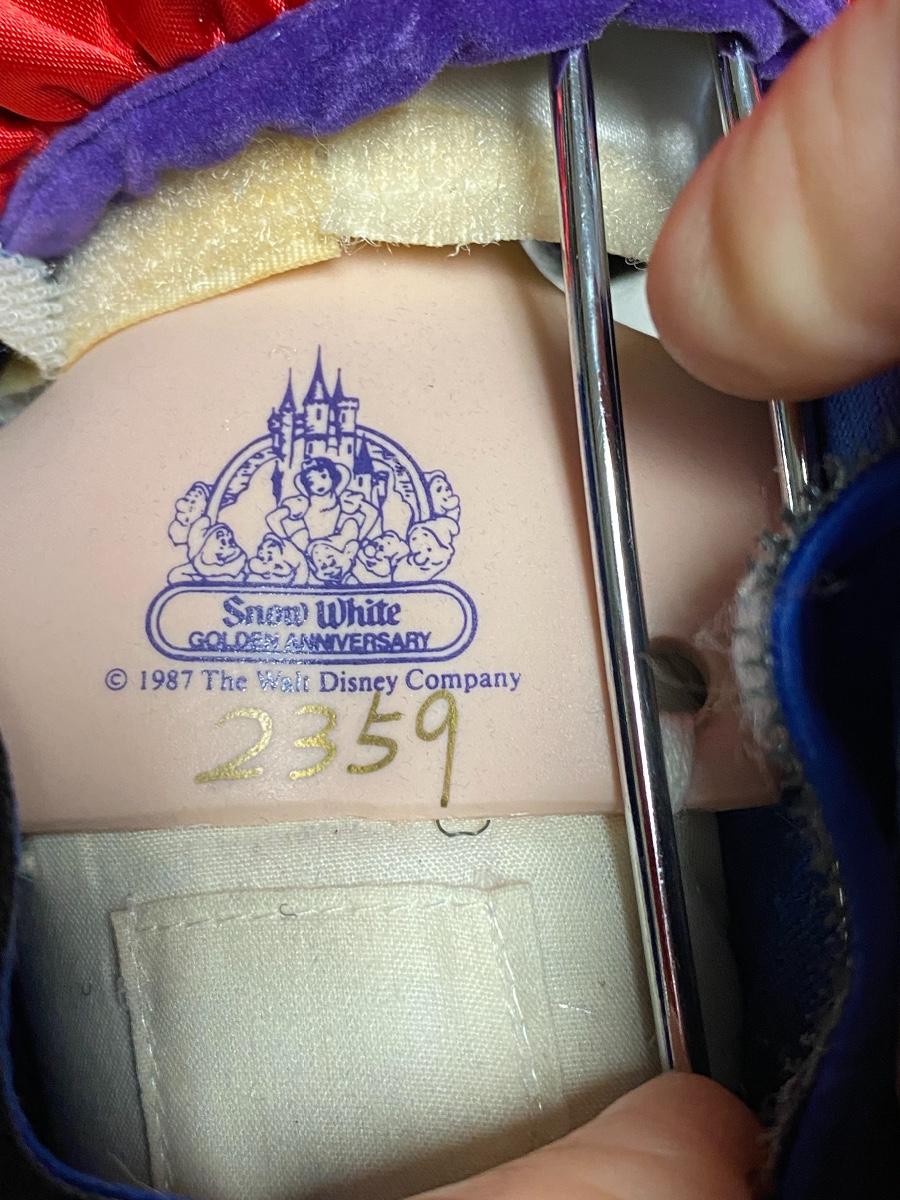 Snow White
GOLDEN ANNIVERSARY
© 1987 The Walt Disney Company
2359